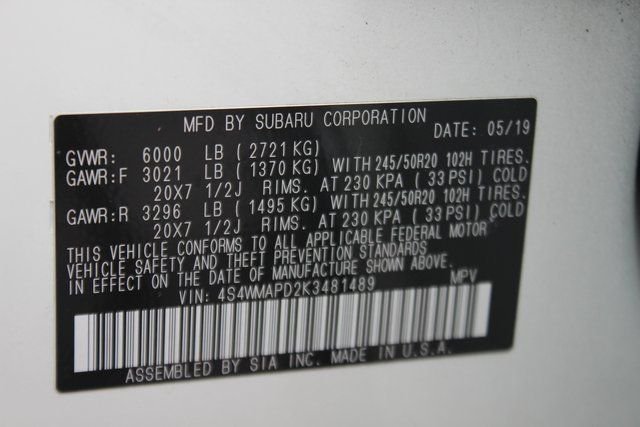 MFD BY SUBARU CORPORATION DATE: 05/19
GVWR: 6000 LB ( 2721 KG)
GAWR:F 3021 LB ( 1370 KG) WITH 245/50R20 102H TIRES.
20X7 1/2J RIMS. AT 230 KPA ( 33 PSI) COLD
GAWR:R 3296 LB ( 1495 KG) WITH 245/50R20 102H TIRES.
20X7 1/2J RIMS. AT 230 KPA ( 33 PSI) COLD
THIS VEHICLE CONFORMS TO ALL APPLICABLE FEDERAL MOTOR
VEHICLE SAFETY AND THEFT PREVENTION STANDARDS
IN EFFECT ON THE DATE OF MANUFACTURE SHOWN ABOVE.
VIN: 4S4WMAPD2K3481489 MPV
ASSEMBLED BY SIA INC. MADE IN U.S.A.